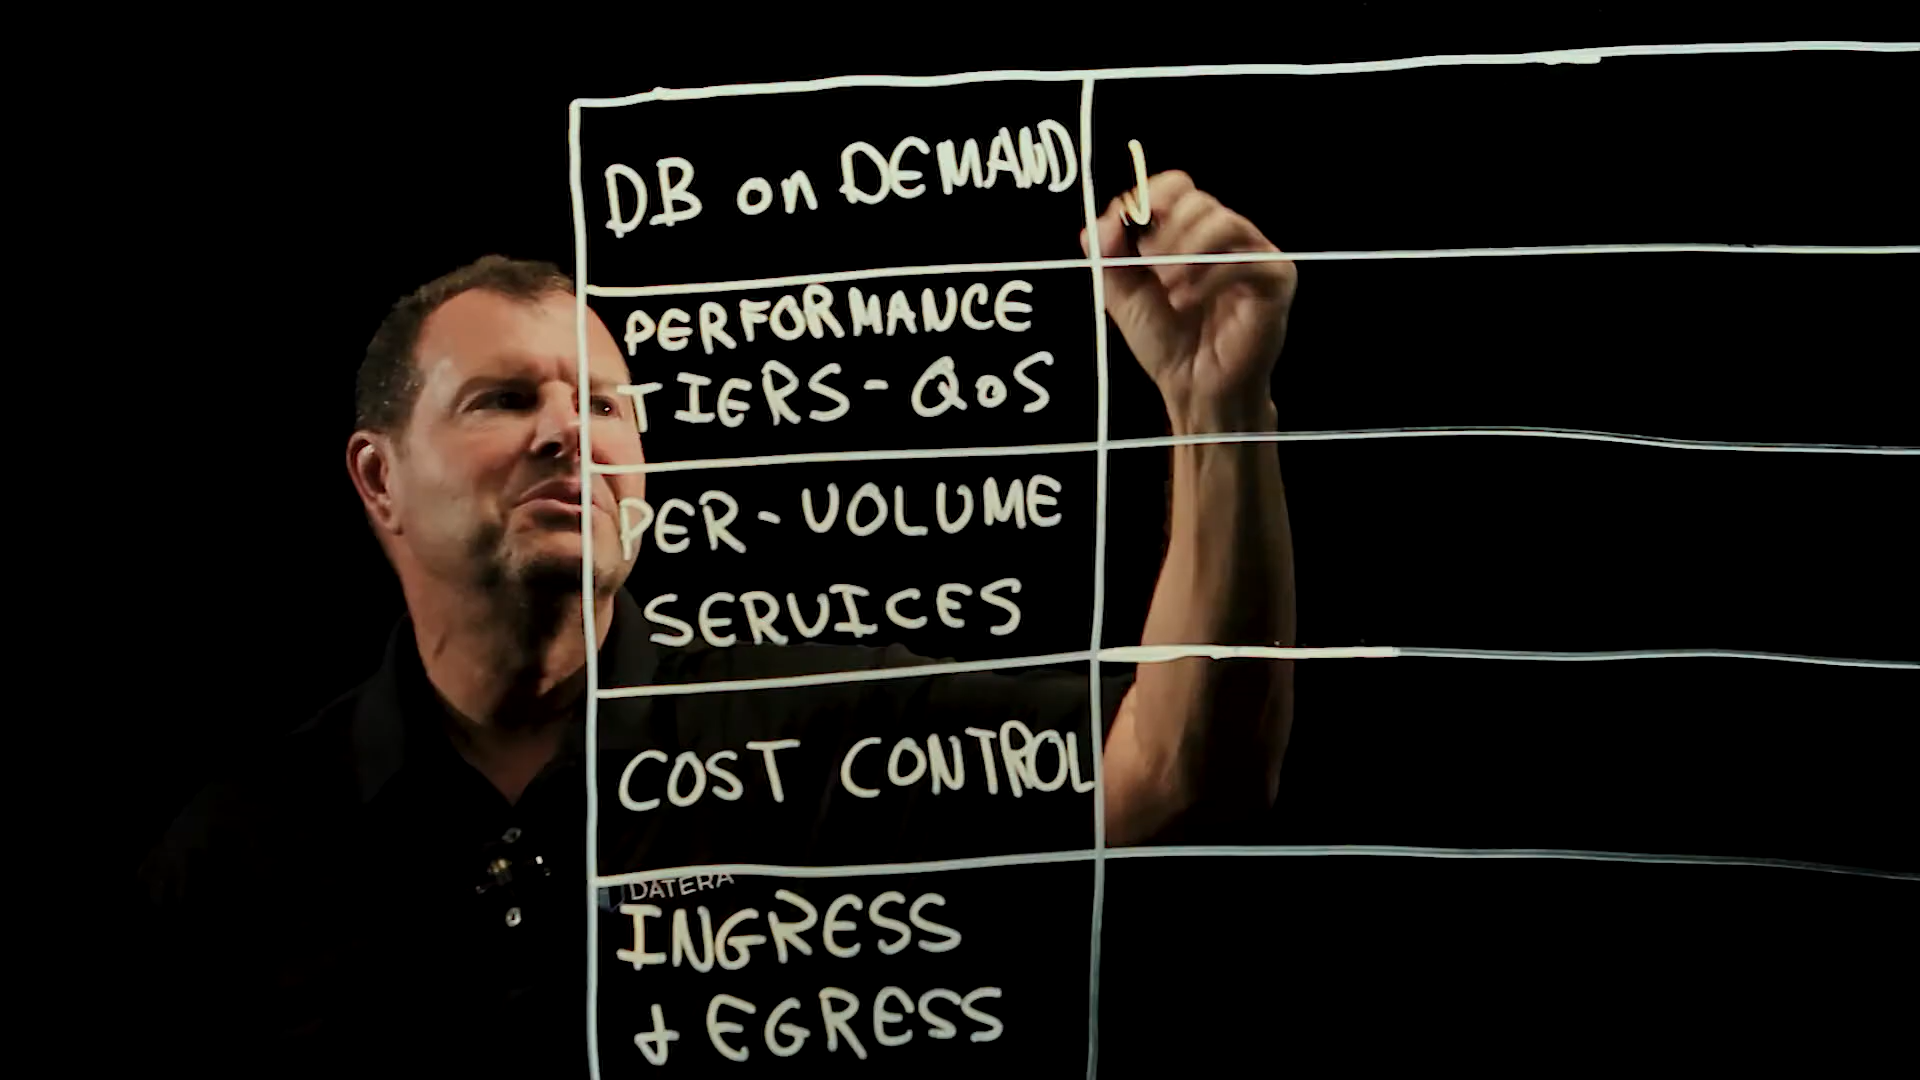 DB on DEMAND
PERFORMANCE
TIERS - QoS
PER-VOLUME
SERVICES
COST CONTROL
DATERA
INGRESS
+ EGRESS